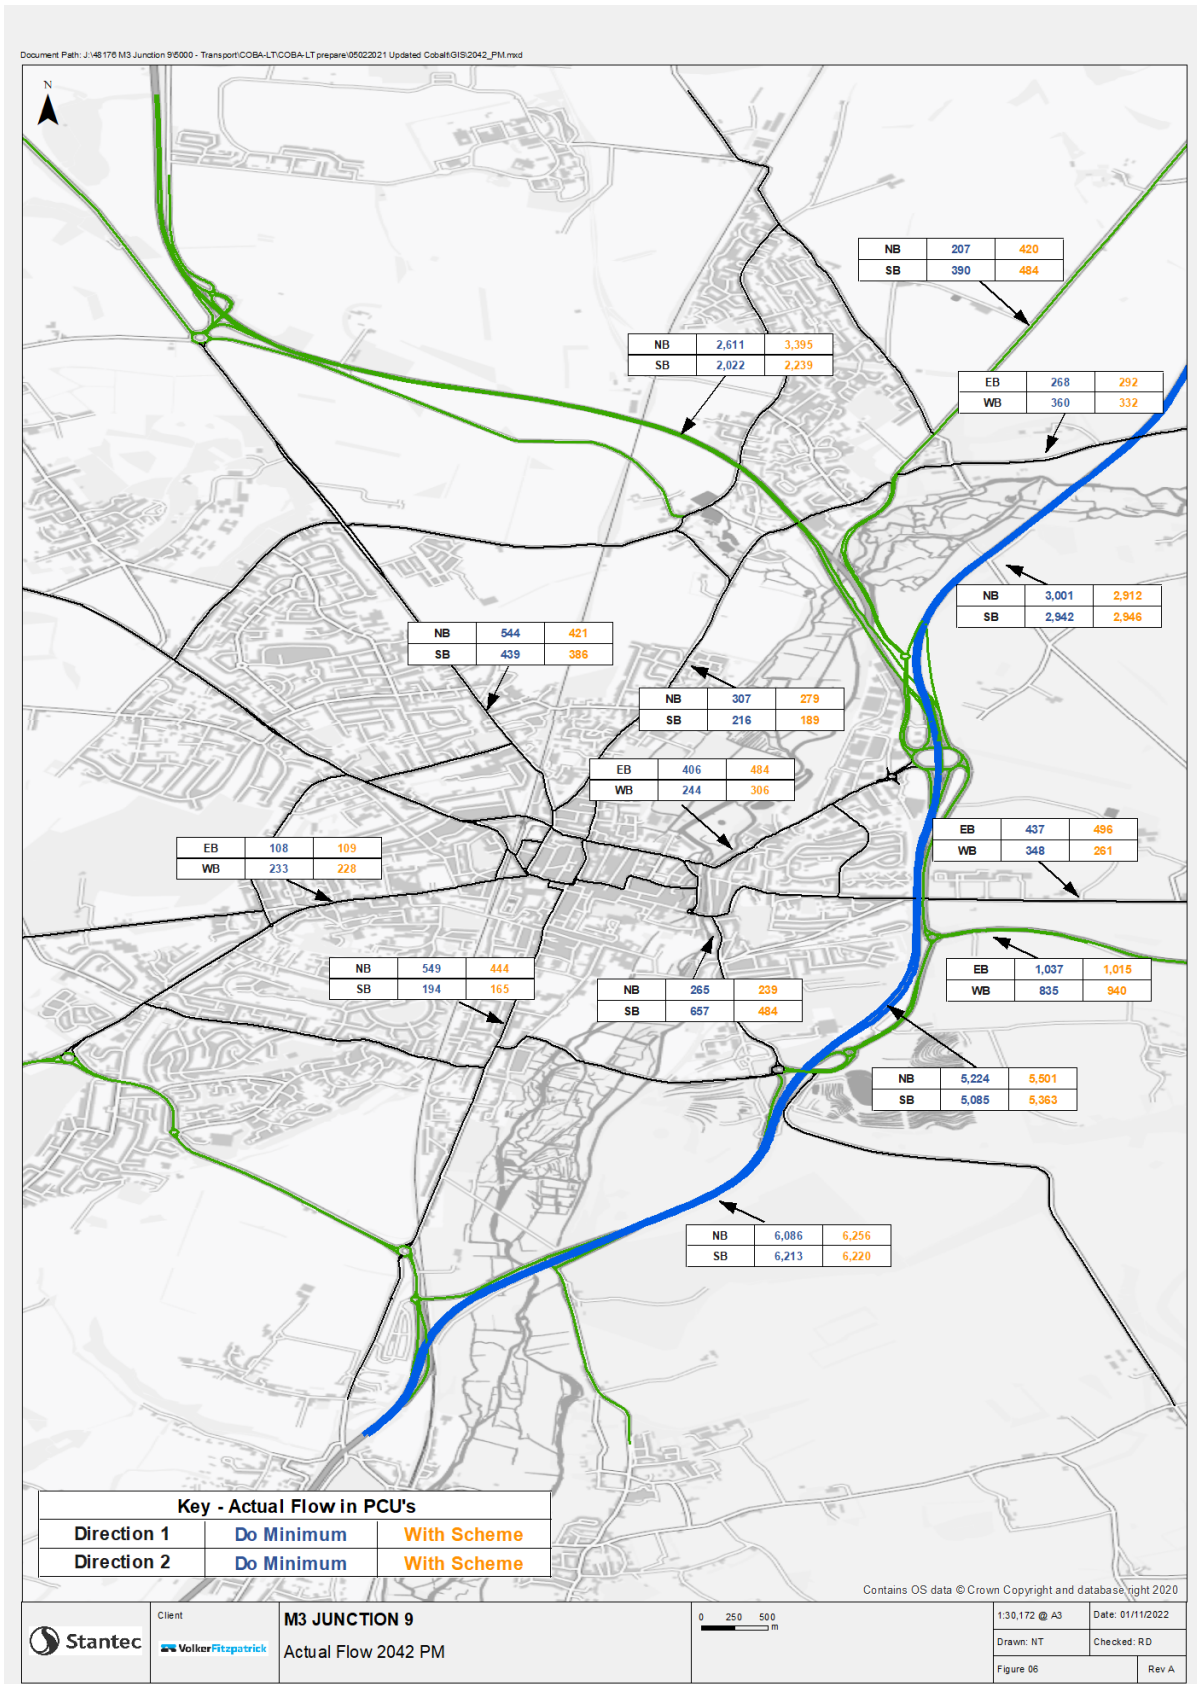 Document Path: J:\48176 M3 Junction 9\5000 - Transport\COBA-LT\COBA-LT prepare\05022021 Updated Cobalt\GIS\2042_PM.mxd
N
NB 207 420
SB 390 484
NB 2,611 3,395
SB 2,022 2,239
EB 268 292
WB 360 332
NB 3,001 2,912
SB 2,942 2,946
NB 544 421
SB 439 386
NB 307 279
SB 216 189
EB 406 484
WB 244 306
EB 437 496
WB 348 261
EB 108 109
WB 233 228
NB 549 444
SB 194 165
EB 1,037 1,015
WB 835 940
NB 265 239
SB 657 484
NB 5,224 5,501
SB 5,085 5,363
NB 6,086 6,256
SB 6,213 6,220
Key - Actual Flow in PCU's
Direction 1 Do Minimum With Scheme
Direction 2 Do Minimum With Scheme
Contains OS data © Crown Copyright and database right 2020
Stantec
Client
VolkerFitzpatrick
M3 JUNCTION 9
Actual Flow 2042 PM
0 250 500
m
1:30,172 @ A3
Date: 01/11/2022
Drawn: NT
Checked: RD
Figure 06
Rev A